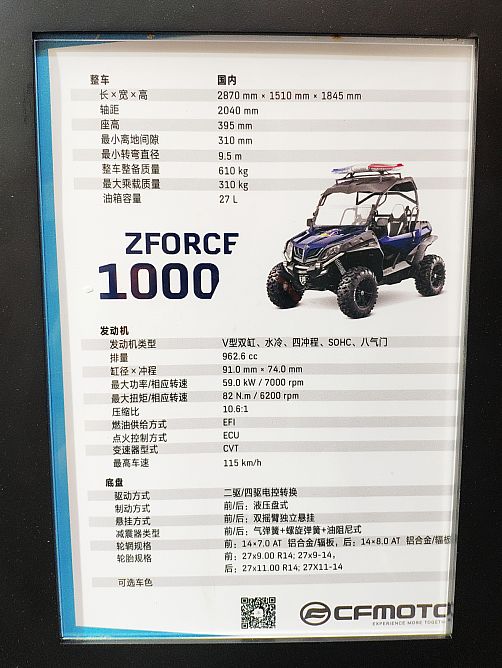 整车 国内
长×宽×高 2870 mm × 1510 mm × 1845 mm
轴距 2040 mm
座高 395 mm
最小离地间隙 310 mm
最小转弯直径 9.5 m
整车整备质量 610 kg
最大乘载质量 310 kg
油箱容量 27 L
ZFORCE
1000
发动机
发动机类型 V型双缸、水冷、四冲程、SOHC、八气门
排量 962.6 cc
缸径×冲程 91.0 mm × 74.0 mm
最大功率/相应转速 59.0 kW / 7000 rpm
最大扭矩/相应转速 82 N.m / 6200 rpm
压缩比 10.6:1
燃油供给方式 EFI
点火控制方式 ECU
变速器型式 CVT
最高车速 115 km/h
底盘
驱动方式 二驱/四驱电控转换
制动方式 前/后：液压盘式
悬挂方式 前/后：双摇臂独立悬挂
减震器类型 前/后：气弹簧+螺旋弹簧+油阻尼式
轮辋规格 前：14×7.0 AT 铝合金/辐板，后：14×8.0 AT 铝合金/辐板
轮胎规格 前：27x9.00 R14; 27x9-14,
后：27x11.00 R14; 27X11-14
可选车色
CFMOTO
EXPERIENCE MORE TOGETHER